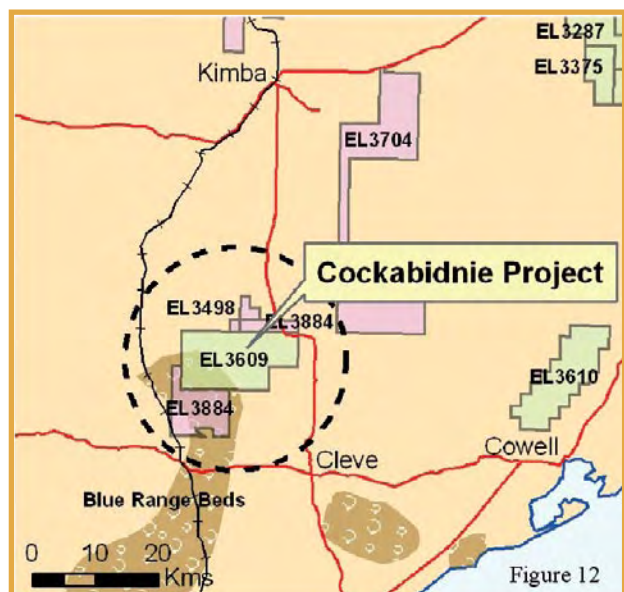 EL3287
EL3375
Kimba
EL3704
Cockabidnie Project
EL3498
EL3884
EL3609
EL3610
EL3884
Cowell
Cleve
Blue Range Beds
0 10 20
Kms
Figure 12